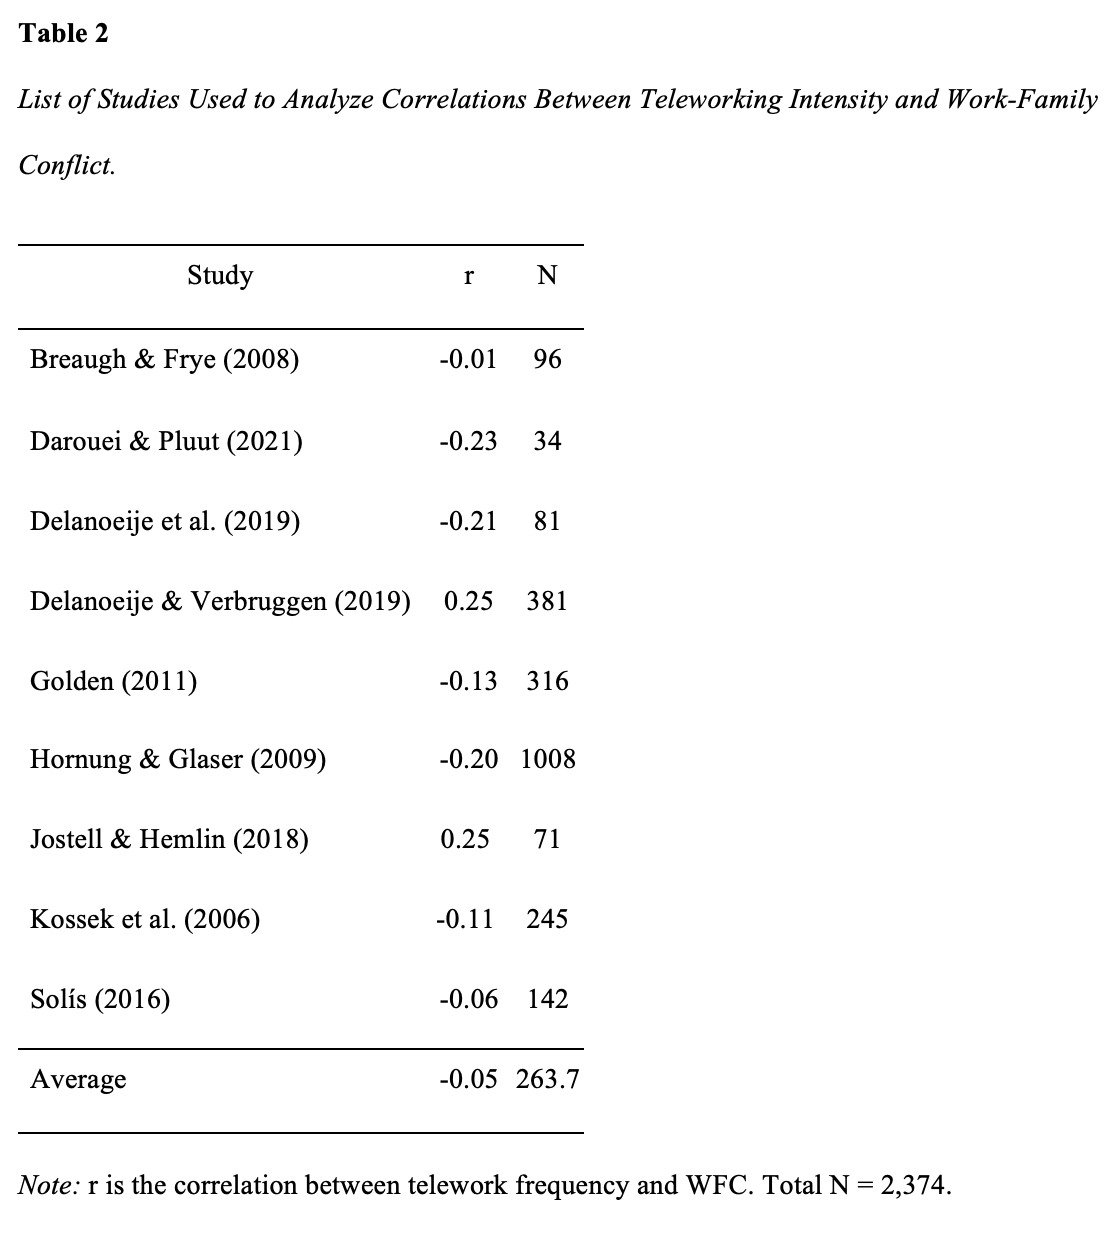 Table 2
List of Studies Used to Analyze Correlations Between Teleworking Intensity and Work-Family
Conflict.
Study r N
Breaugh & Frye (2008) -0.01 96
Darouei & Pluut (2021) -0.23 34
Delanoeije et al. (2019) -0.21 81
Delanoeije & Verbruggen (2019) 0.25 381
Golden (2011) -0.13 316
Hornung & Glaser (2009) -0.20 1008
Jostell & Hemlin (2018) 0.25 71
Kossek et al. (2006) -0.11 245
Solís (2016) -0.06 142
Average -0.05 263.7
Note: r is the correlation between telework frequency and WFC. Total N = 2,374.